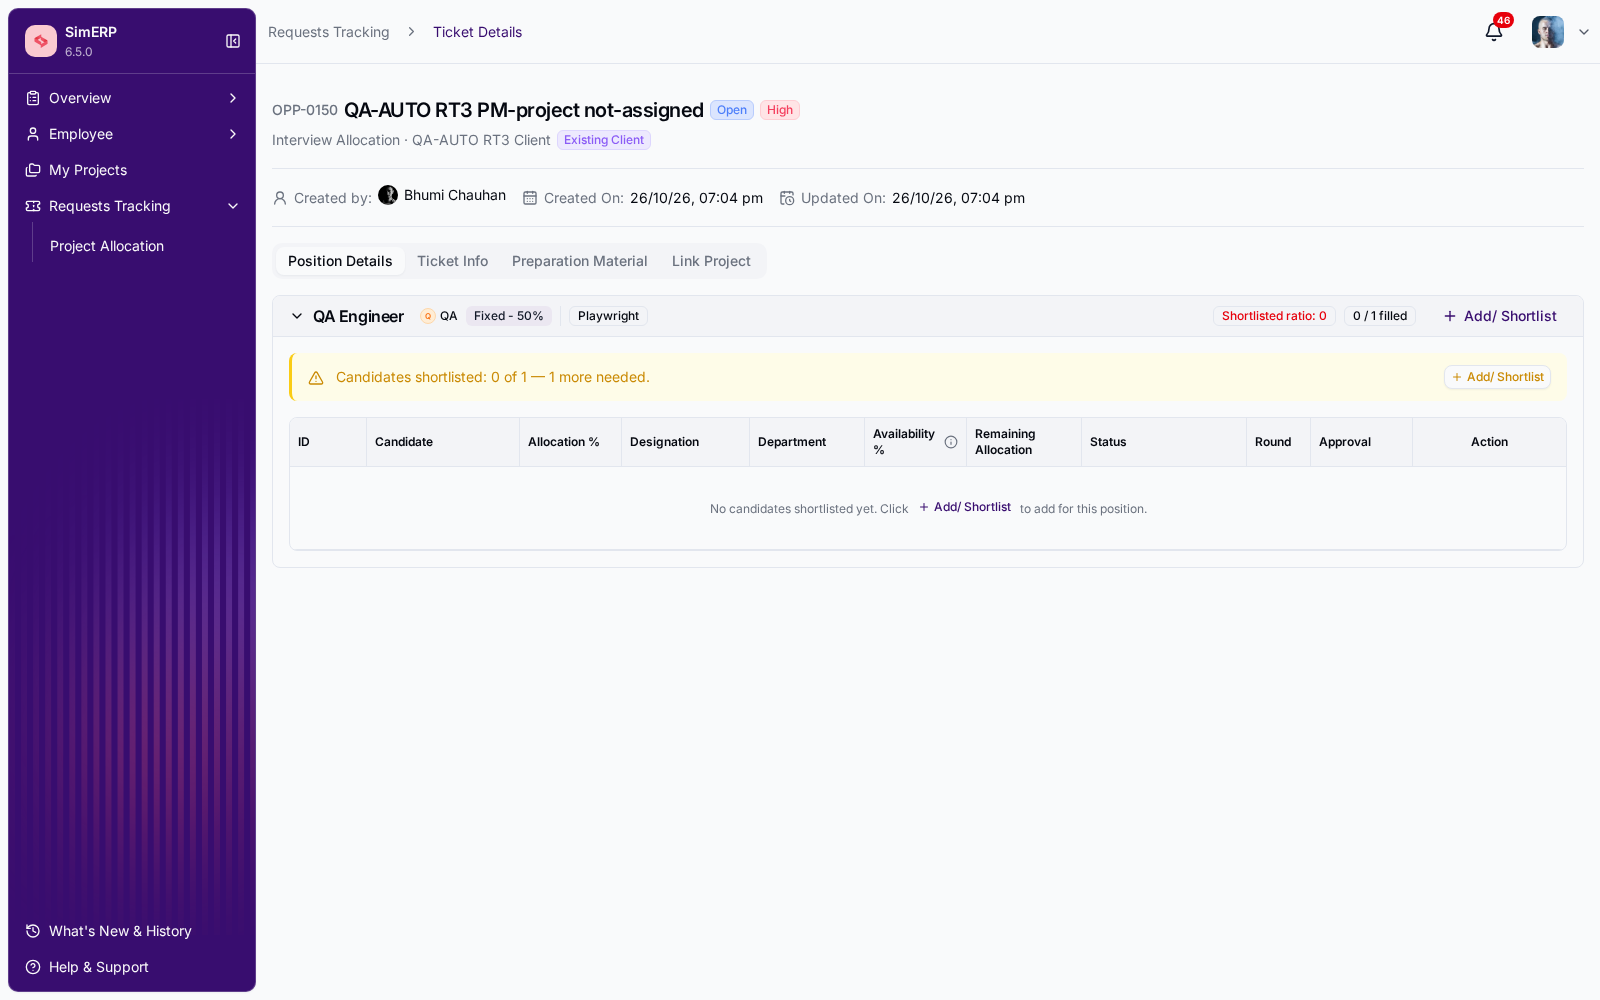 SimERP
6.5.0
Overview
Employee
My Projects
Requests Tracking
Project Allocation
What's New & History
Help & Support
Requests Tracking
Ticket Details
46
OPP-0150 QA-AUTO RT3 PM-project not-assigned Open High
Interview Allocation · QA-AUTO RT3 Client Existing Client
Created by: Bhumi Chauhan Created On: 26/10/26, 07:04 pm Updated On: 26/10/26, 07:04 pm
Position Details Ticket Info Preparation Material Link Project
QA Engineer Q QA Fixed - 50% Playwright Shortlisted ratio: 0 0 / 1 filled + Add/ Shortlist
Candidates shortlisted: 0 of 1 — 1 more needed. + Add/ Shortlist
ID Candidate Allocation % Designation Department Availability % Remaining Allocation Status Round Approval Action
No candidates shortlisted yet. Click + Add/ Shortlist to add for this position.